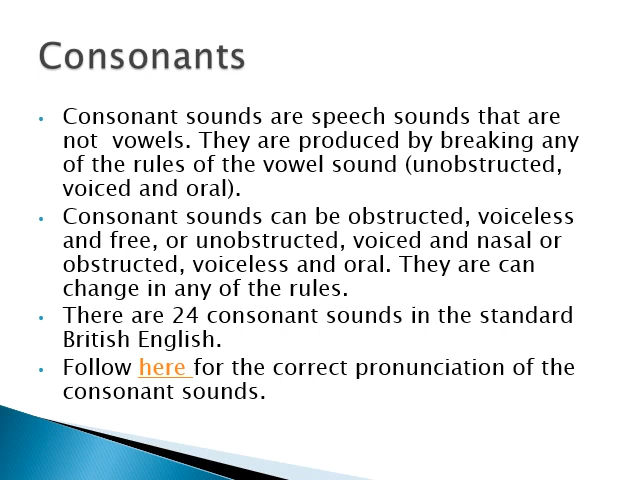 Consonants
• Consonant sounds are speech sounds that are
not  vowels. They are produced by breaking any
of the rules of the vowel sound (unobstructed,
voiced and oral).
• Consonant sounds can be obstructed, voiceless
and free, or unobstructed, voiced and nasal or
obstructed, voiceless and oral. They are can
change in any of the rules.
• There are 24 consonant sounds in the standard
British English.
• Follow here for the correct pronunciation of the
consonant sounds.